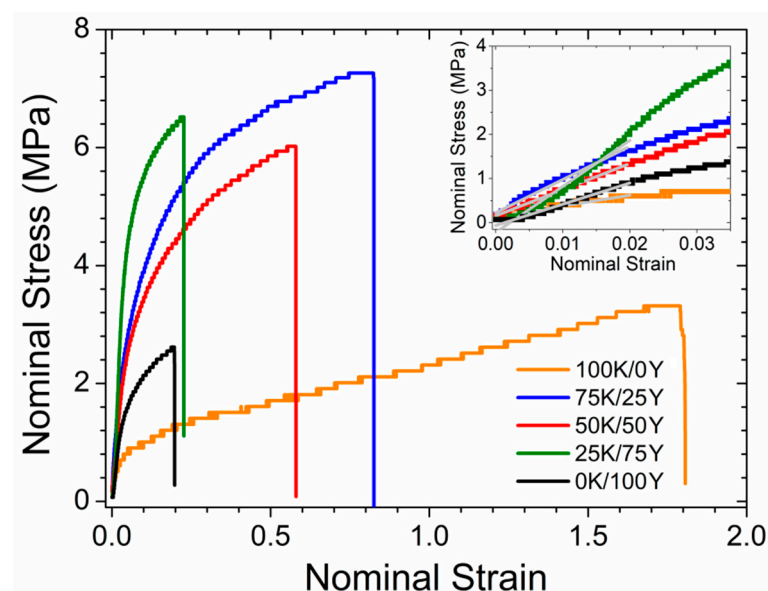 8
6
4
2
0
Nominal Stress (MPa)
0.0 0.5 1.0 1.5 2.0
Nominal Strain
4
3
2
1
0
Nominal Stress (MPa)
0.00 0.01 0.02 0.03
Nominal Strain
100K/0Y
75K/25Y
50K/50Y
25K/75Y
0K/100Y